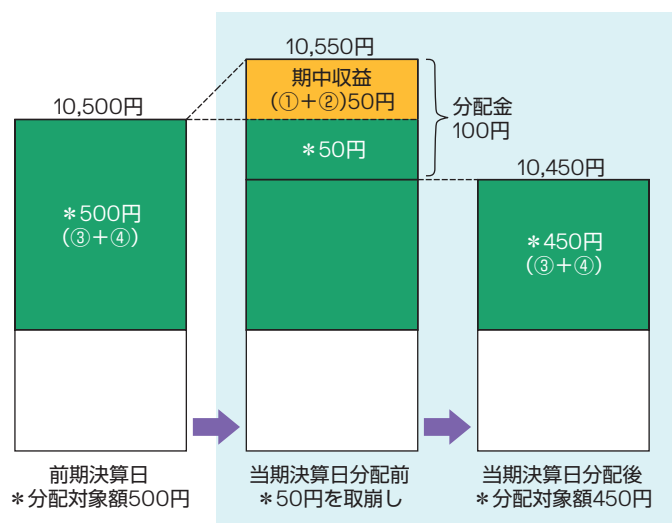 10,500円
＊500円
(③＋④)
前期決算日
＊分配対象額500円
10,550円
期中収益
(①＋②)50円
＊50円
分配金
100円
当期決算日分配前
＊50円を取崩し
10,450円
＊450円
(③＋④)
当期決算日分配後
＊分配対象額450円